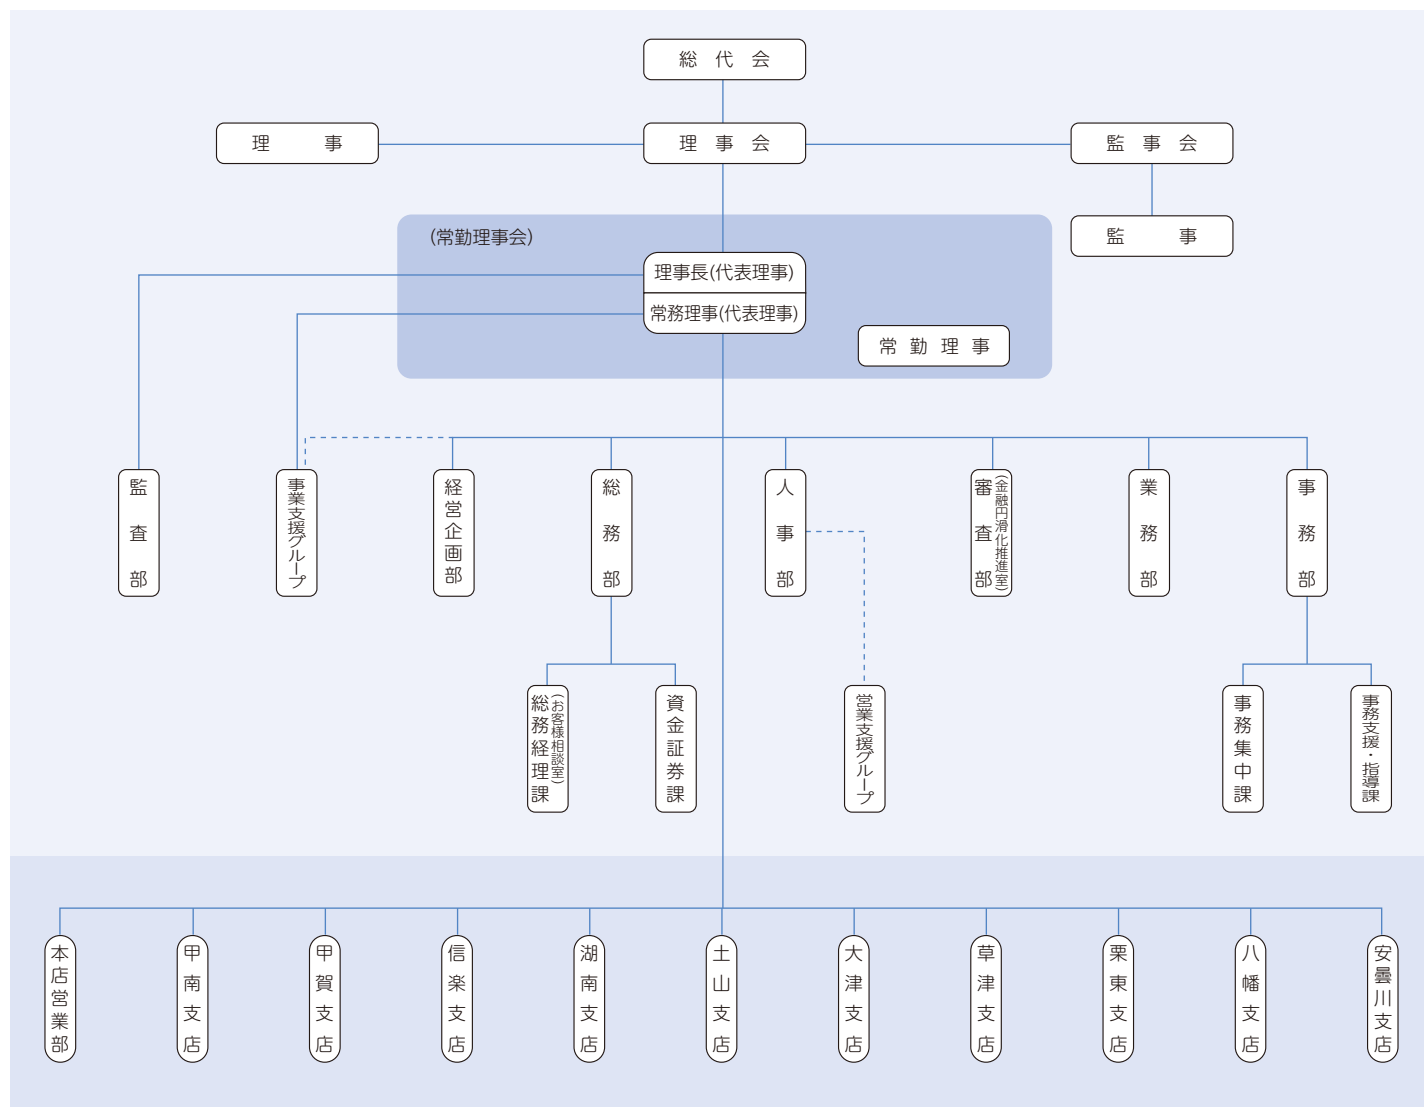 総代会
理事
理事会
監事会
監事
(常勤理事会)
理事長(代表理事)
常務理事(代表理事)
常勤理事
監査部
事業支援グループ
経営企画部
総務部
人事部
審査部
(金融円滑化推進室)
業務部
事務部
総務経理課
(お客様相談室)
資金証券課
営業支援グループ
事務集中課
事務支援・指導課
本店営業部
甲南支店
甲賀支店
信楽支店
湖南支店
土山支店
大津支店
草津支店
栗東支店
八幡支店
安曇川支店